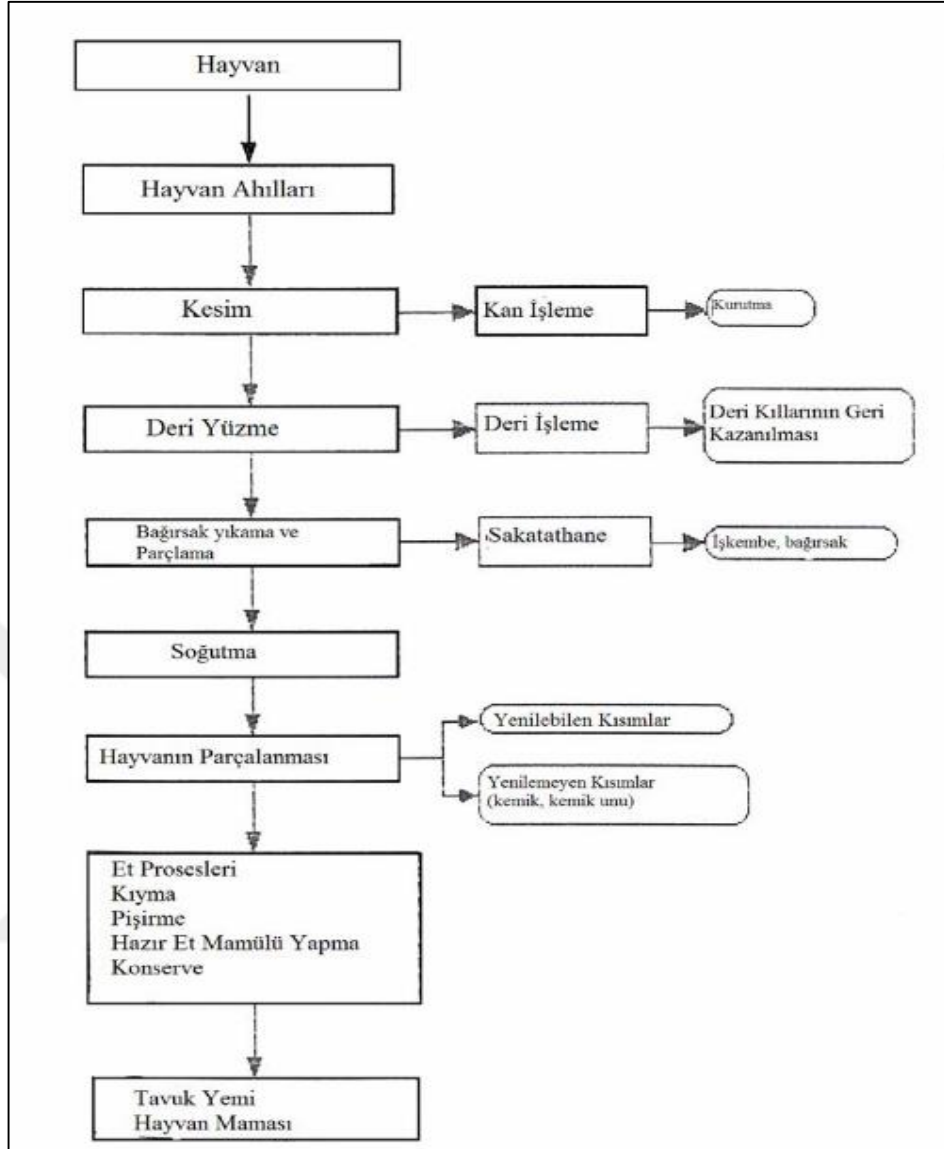 Hayvan
Hayvan Ahılları
Kesim
Kan İşleme
Kurutma
Deri Yüzme
Deri İşleme
Deri Kıllarının Geri
Kazanılması
Bağırsak yıkama ve
Parçlama
Sakatathane
İşkembe, bağırsak
Soğutma
Hayvanın Parçalanması
Yenilebilen Kısımlar
Yenilemeyen Kısımlar
(kemik, kemik unu)
Et Prosesleri
Kıyma
Pişirme
Hazır Et Mamülü Yapma
Konserve
Tavuk Yemi
Hayvan Maması